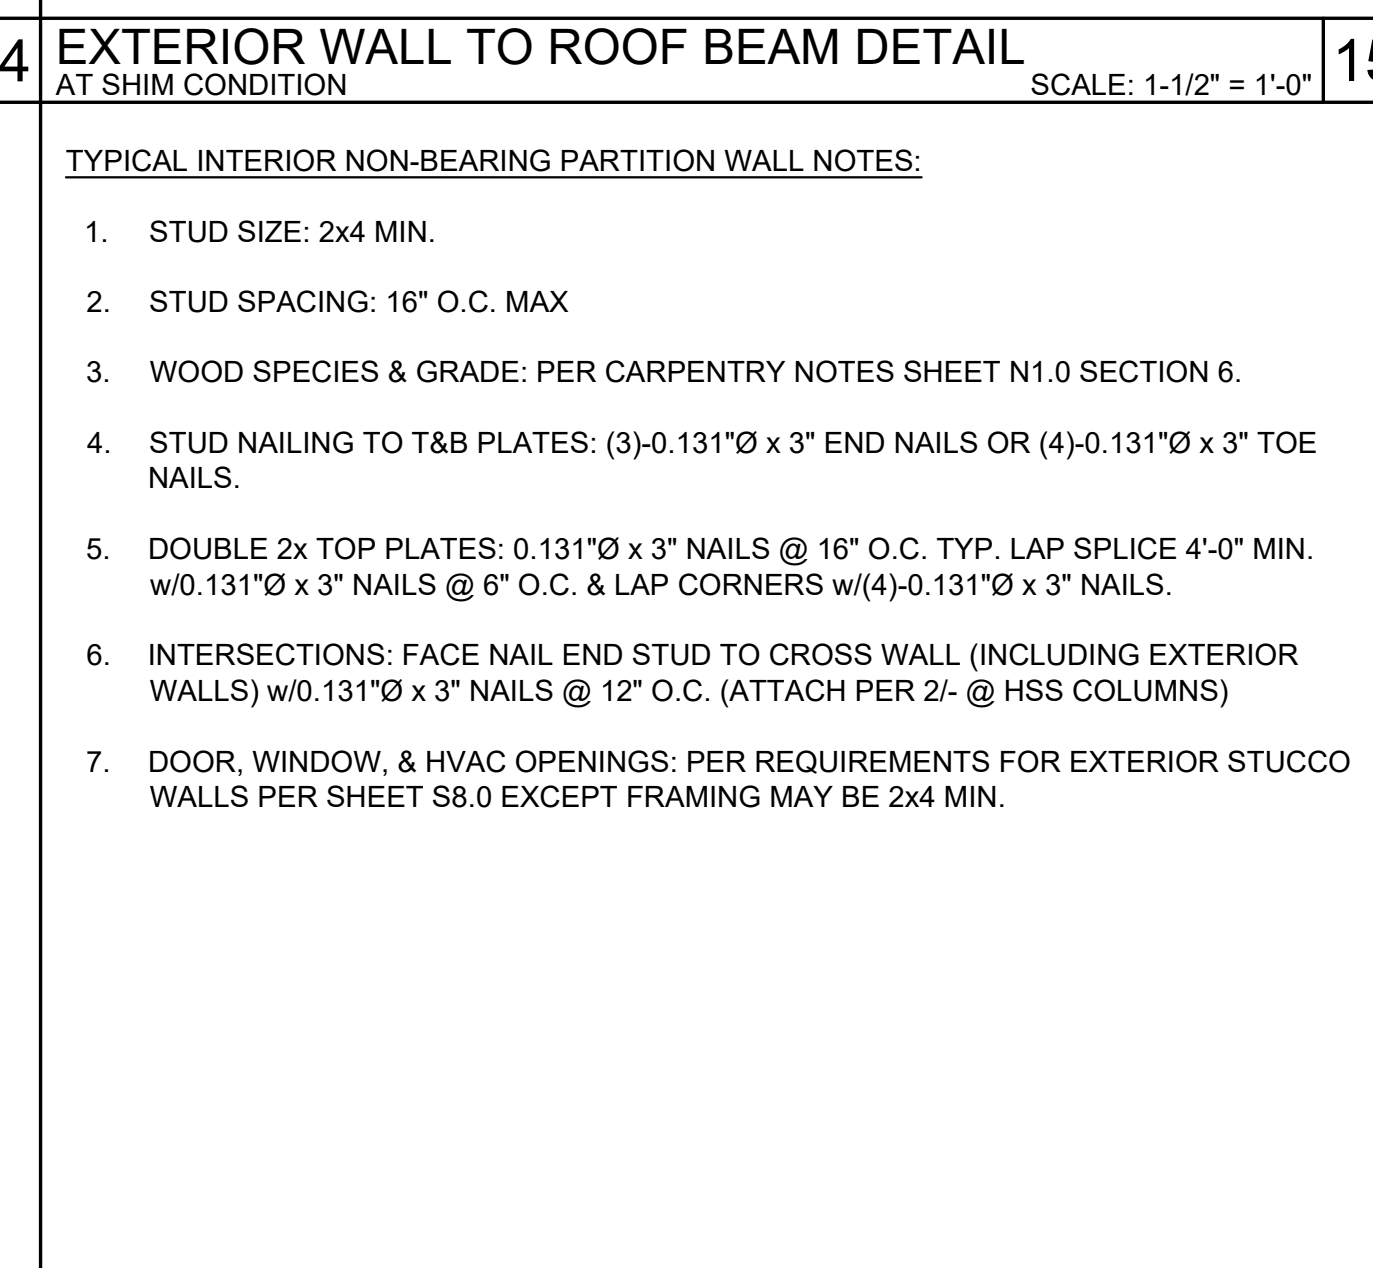 4
EXTERIOR WALL TO ROOF BEAM DETAIL
AT SHIM CONDITION
SCALE: 1-1/2" = 1'-0"
TYPICAL INTERIOR NON-BEARING PARTITION WALL NOTES:
1. STUD SIZE: 2x4 MIN.
2. STUD SPACING: 16" O.C. MAX
3. WOOD SPECIES & GRADE: PER CARPENTRY NOTES SHEET N1.0 SECTION 6.
4. STUD NAILING TO T&B PLATES: (3)-0.131"Ø x 3" END NAILS OR (4)-0.131"Ø x 3" TOE
NAILS.
5. DOUBLE 2x TOP PLATES: 0.131"Ø x 3" NAILS @ 16" O.C. TYP. LAP SPLICE 4'-0" MIN.
w/0.131"Ø x 3" NAILS @ 6" O.C. & LAP CORNERS w/(4)-0.131"Ø x 3" NAILS.
6. INTERSECTIONS: FACE NAIL END STUD TO CROSS WALL (INCLUDING EXTERIOR
WALLS) w/0.131"Ø x 3" NAILS @ 12" O.C. (ATTACH PER 2/- @ HSS COLUMNS)
7. DOOR, WINDOW, & HVAC OPENINGS: PER REQUIREMENTS FOR EXTERIOR STUCCO
WALLS PER SHEET S8.0 EXCEPT FRAMING MAY BE 2x4 MIN.